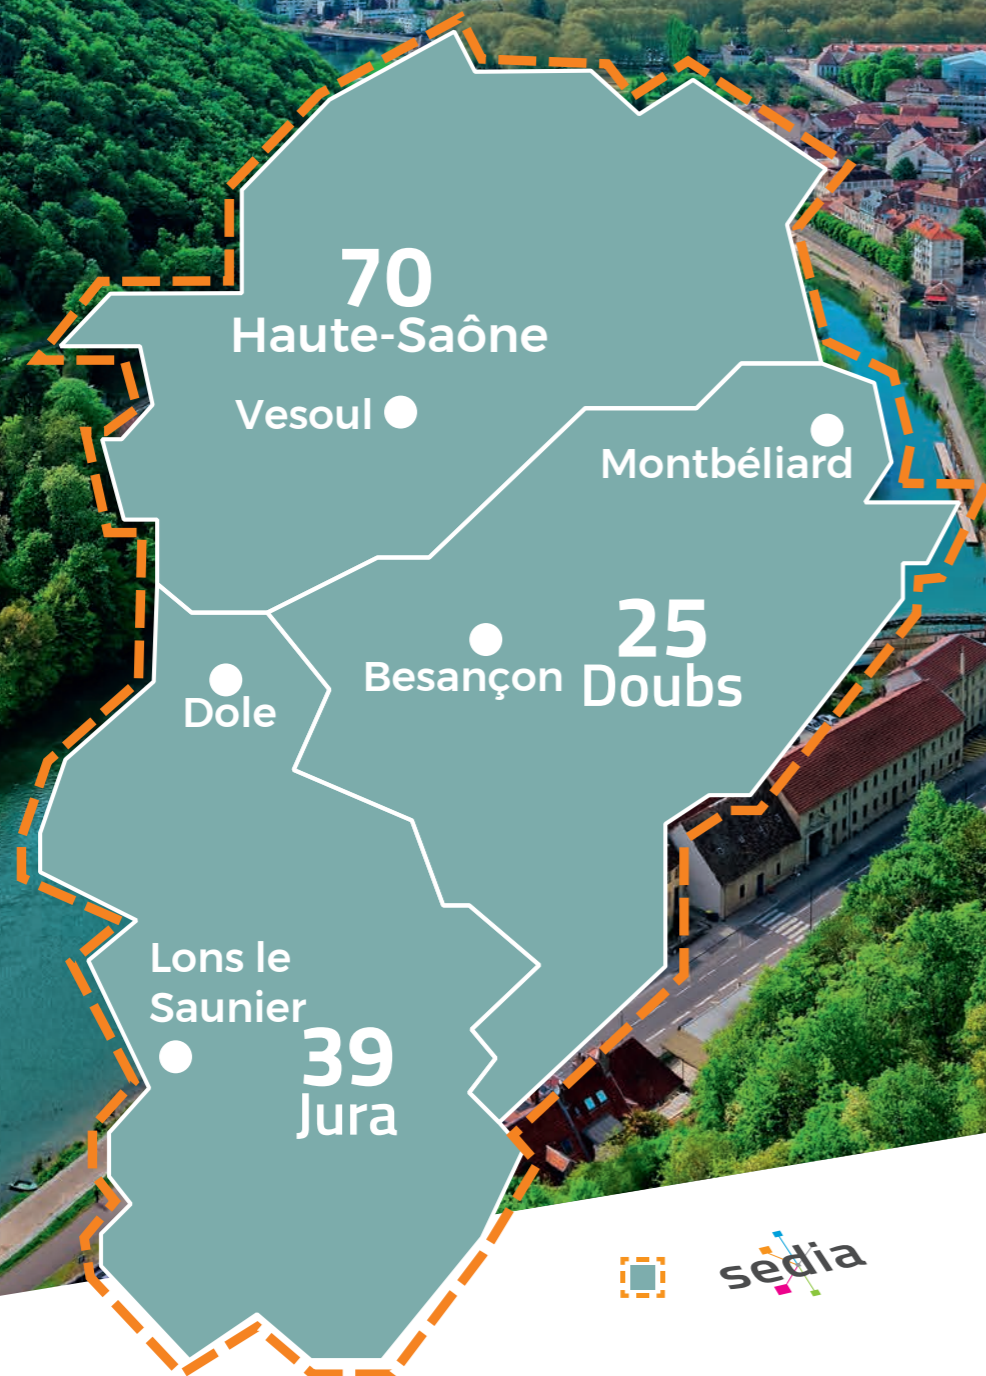 70
Haute-Saône
Vesoul
Montbéliard
25
Doubs
Besançon
Dole
Lons le
Saunier
39
Jura
sedia